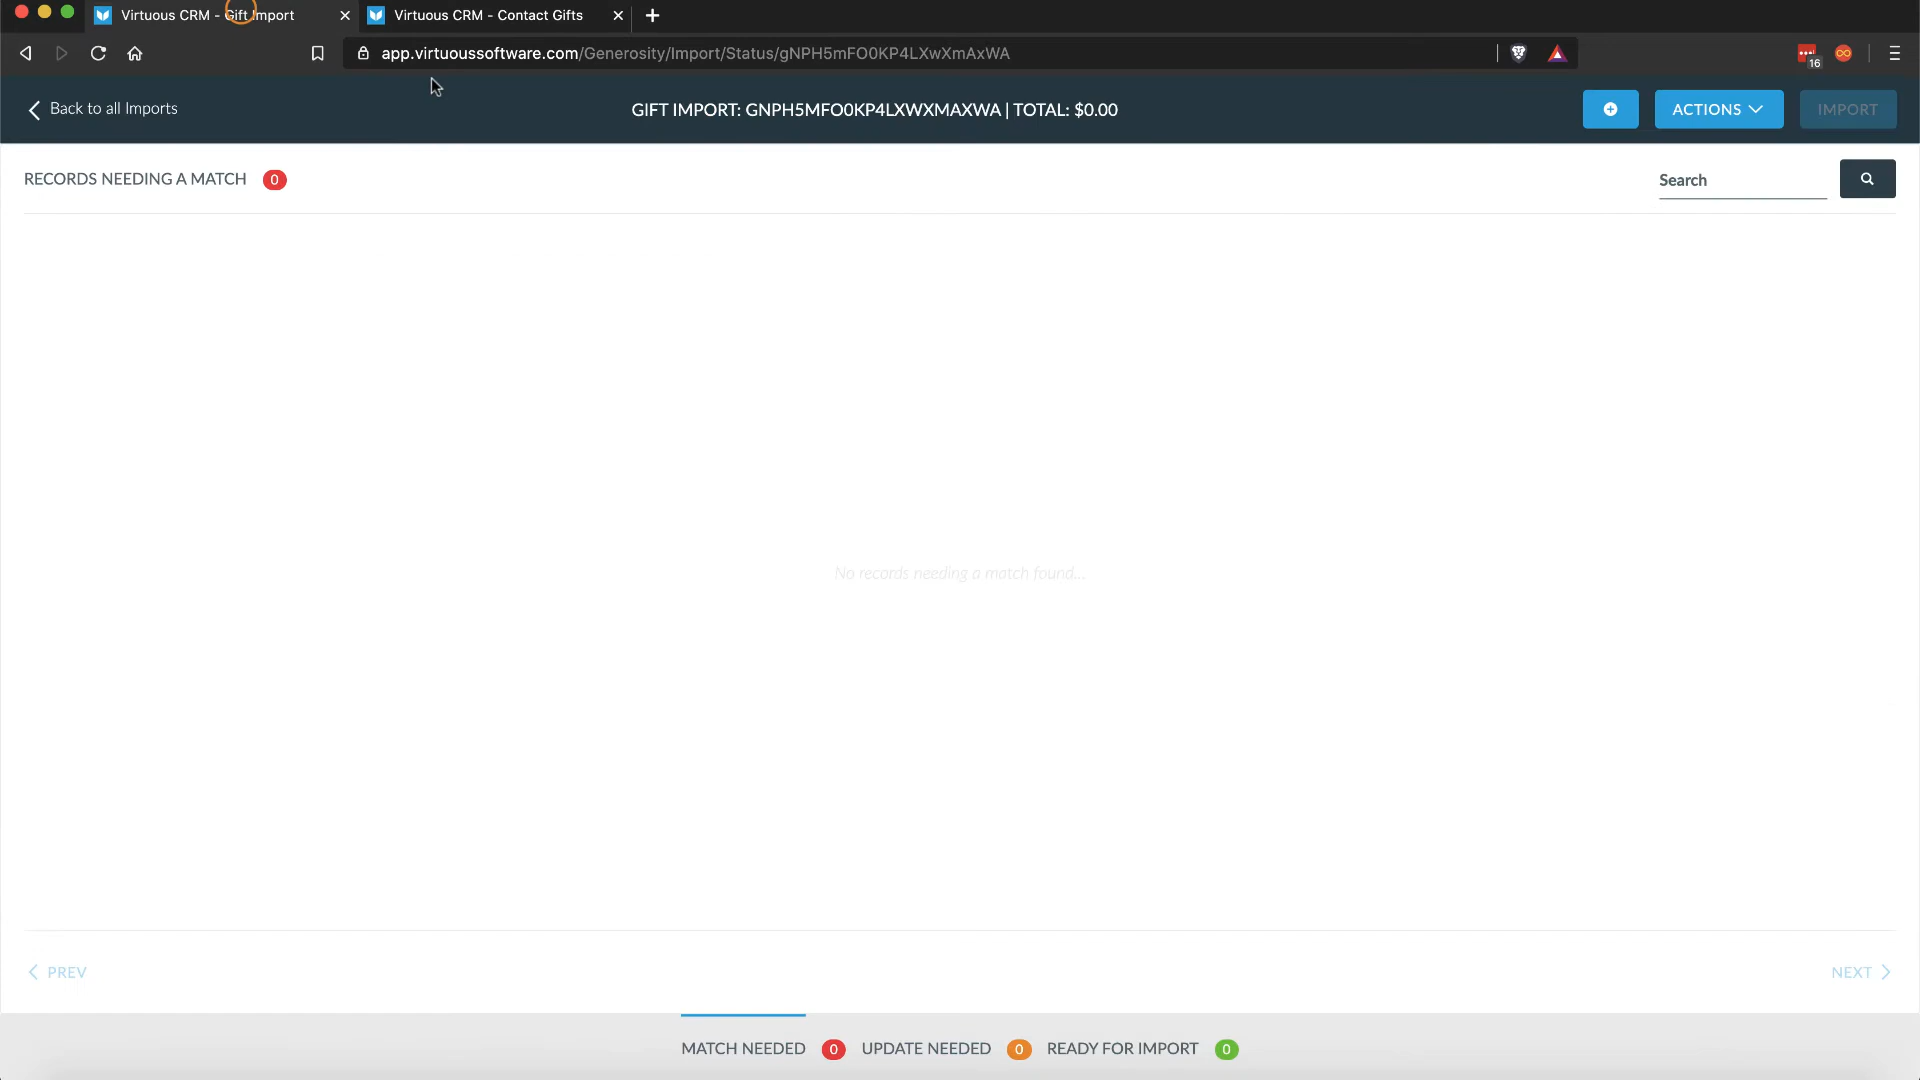 Virtuous CRM - Gift Import
Virtuous CRM - Contact Gifts
app.virtuoussoftware.com/Generosity/Import/Status/gNPH5mFO0KP4LXwXmAxWA
16
Back to all Imports
GIFT IMPORT: GNPH5MFO0KP4LXWXMAXWA | TOTAL: $0.00
ACTIONS
IMPORT
RECORDS NEEDING A MATCH 0
Search
No records needing a match found...
PREV
NEXT
MATCH NEEDED 0 UPDATE NEEDED 0 READY FOR IMPORT 0